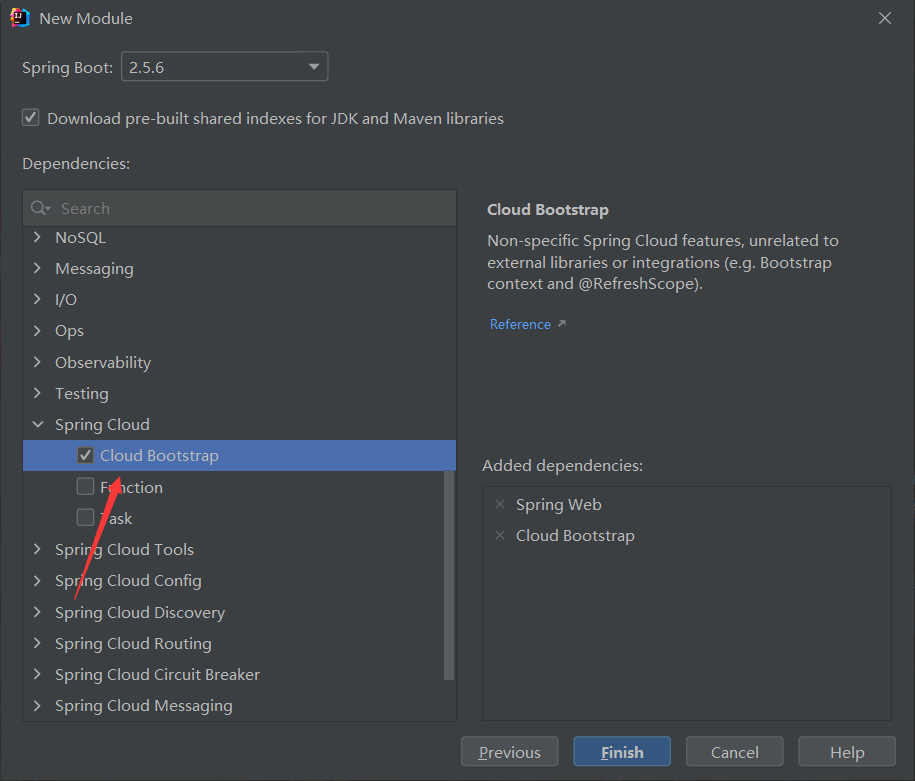 New Module
Spring Boot: 2.5.6
Download pre-built shared indexes for JDK and Maven libraries
Dependencies:
Search
NoSQL
Messaging
I/O
Ops
Observability
Testing
Spring Cloud
Cloud Bootstrap
Function
Task
Spring Cloud Tools
Spring Cloud Config
Spring Cloud Discovery
Spring Cloud Routing
Spring Cloud Circuit Breaker
Spring Cloud Messaging
Cloud Bootstrap
Non-specific Spring Cloud features, unrelated to
external libraries or integrations (e.g. Bootstrap
context and @RefreshScope).
Reference
Added dependencies:
Spring Web
Cloud Bootstrap
Previous
Finish
Cancel
Help